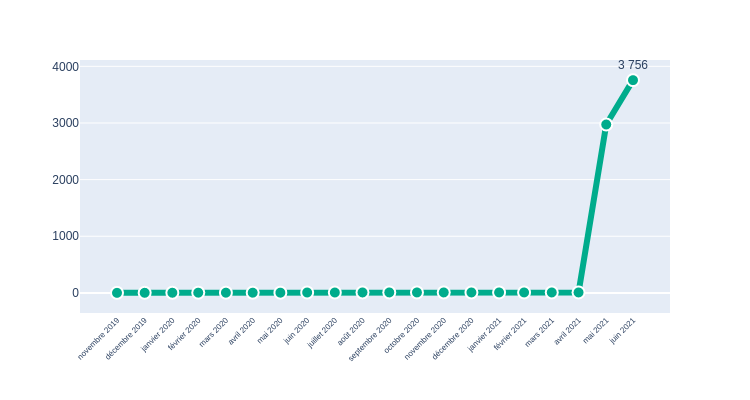 3 756
4000
3000
2000
1000
0
novembre 2019
décembre 2019
janvier 2020
février 2020
mars 2020
avril 2020
mai 2020
juin 2020
juillet 2020
août 2020
septembre 2020
octobre 2020
novembre 2020
décembre 2020
janvier 2021
février 2021
mars 2021
avril 2021
mai 2021
juin 2021